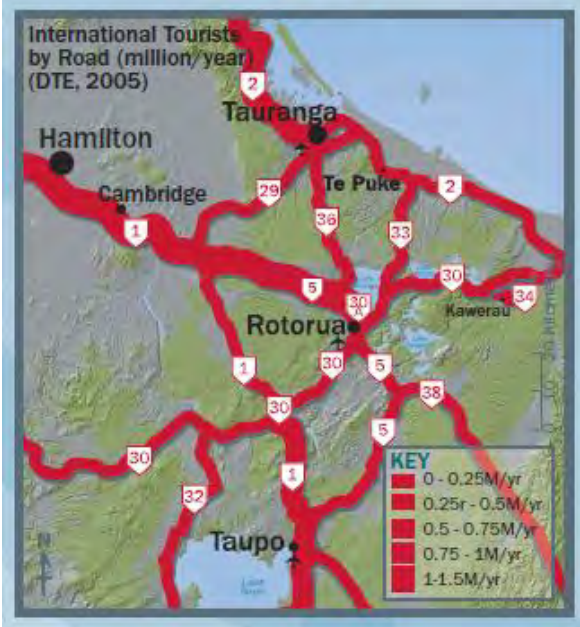 International Tourists
by Road (million/year)
(DTE, 2005)
2
Tauranga
Hamilton
Te Puke
29
2
Cambridge
36
33
1
5
30
30
A
34
Kawerau
Rotorua
30
5
1
38
30
5
30
1
32
KEY
0 - 0.25M/yr
0.25r - 0.5M/yr
0.5 - 0.75M/yr
0.75 - 1M/yr
1-1.5M/yr
N
Taupo
Lake